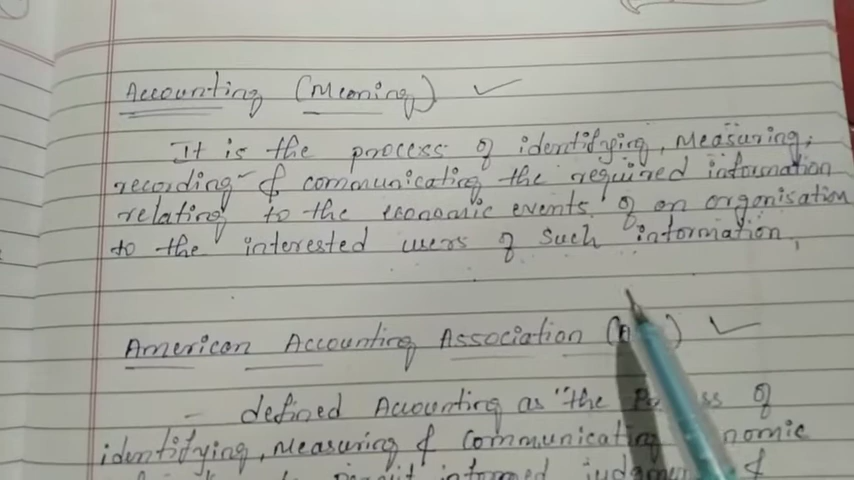 Accounting (Meaning)
It is the process of identifying, Measuring,
recording & communicating the required information
relating to the economic events of an organisation
to the interested users of such information,
American Accounting Association (
- defined Accounting as "the of
identifying, Measuring & Communicating
informed &